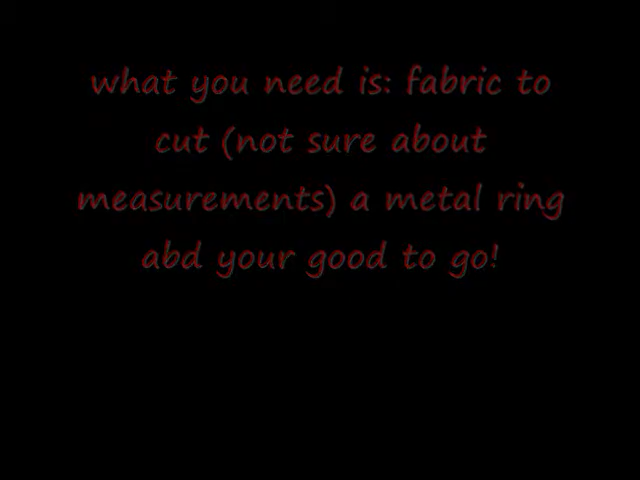 what you need is: fabric to
cut (not sure about
measurements) a metal ring
abd your good to go!